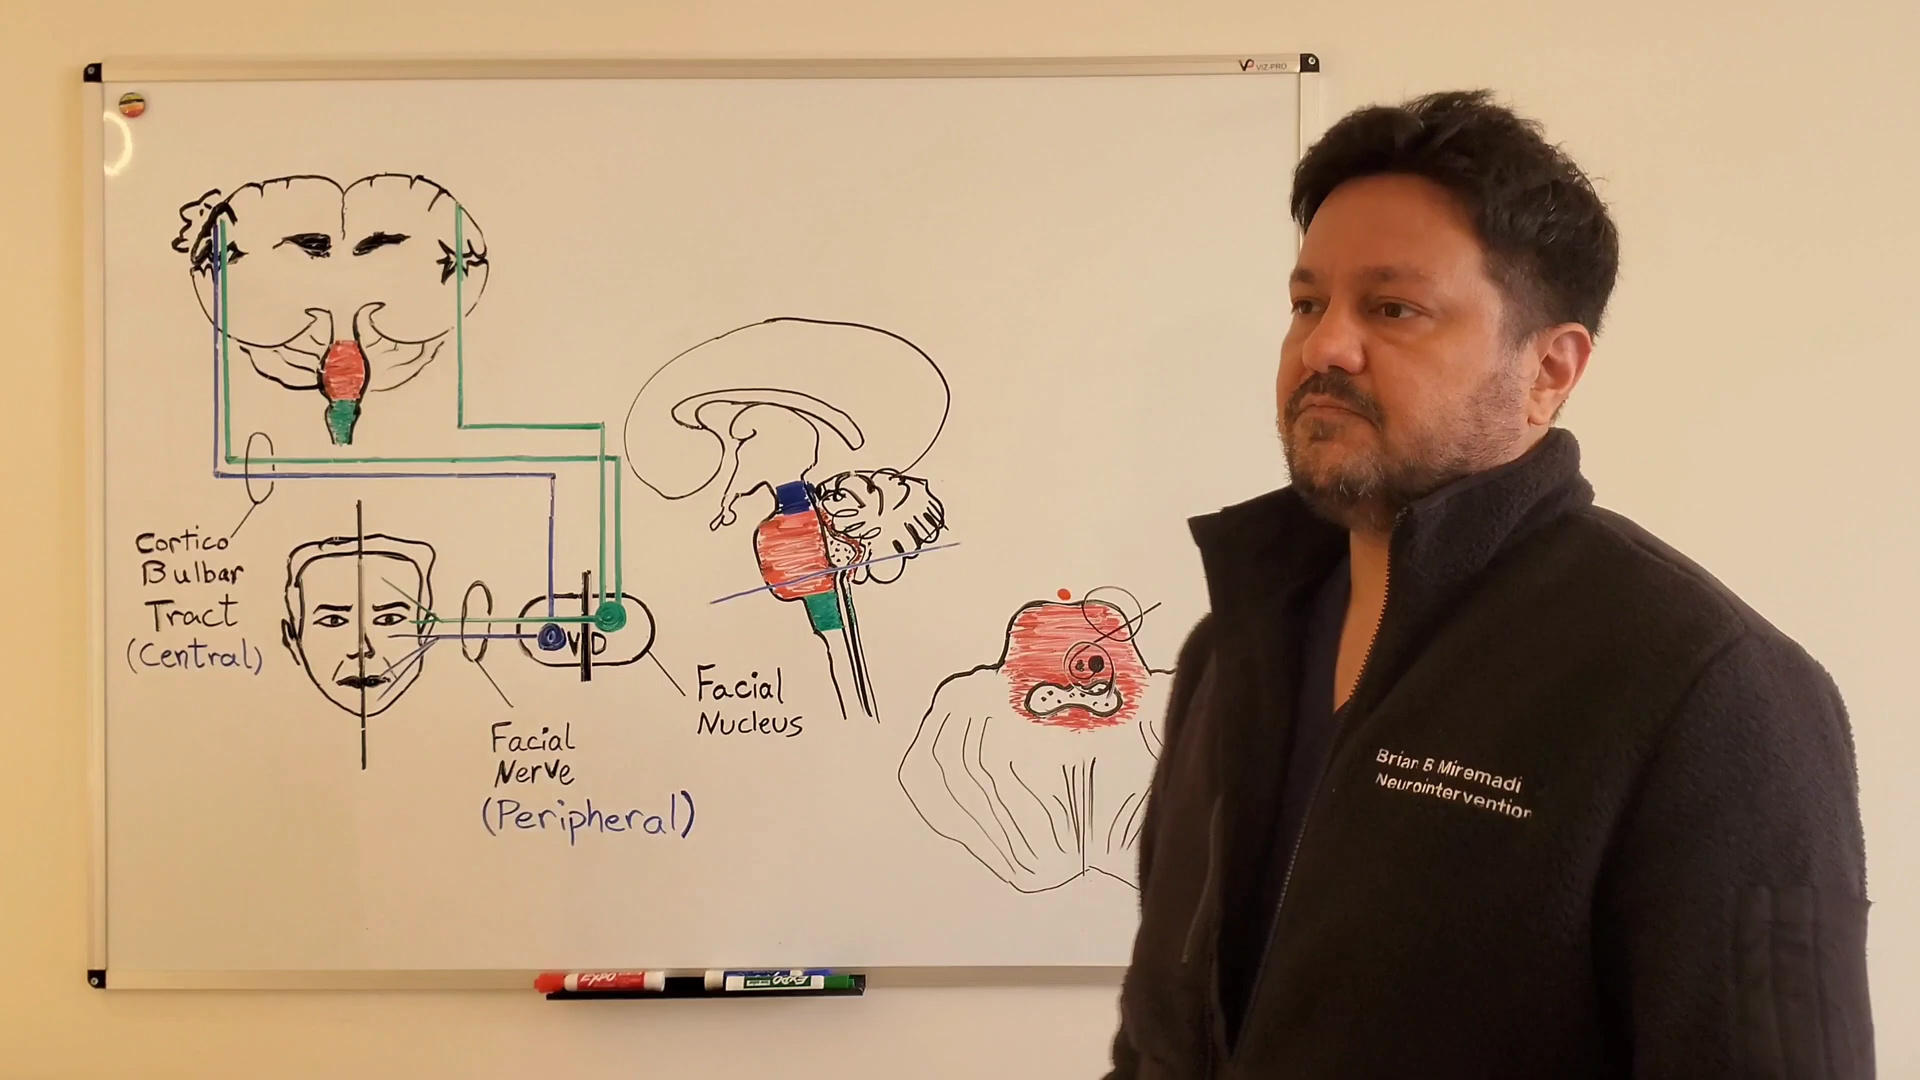 VIZ-PRO
Cortico
Bulbar
Tract
(Central)
V D
Facial
Nucleus
Facial
Nerve
(Peripheral)
Brian B Miremadi
Neurointervention
EXPO
EXPO